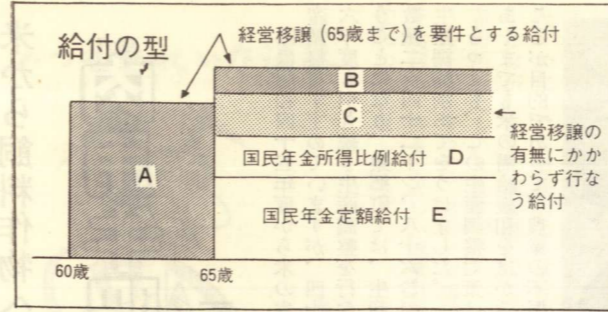 給付の型
経営移譲(65歳まで)を要件とする給付
B
C
A
国民年金所得比例給付 D
国民年金定額給付 E
経営移譲の
有無にかか
わらず行な
う給付
60歳
65歳